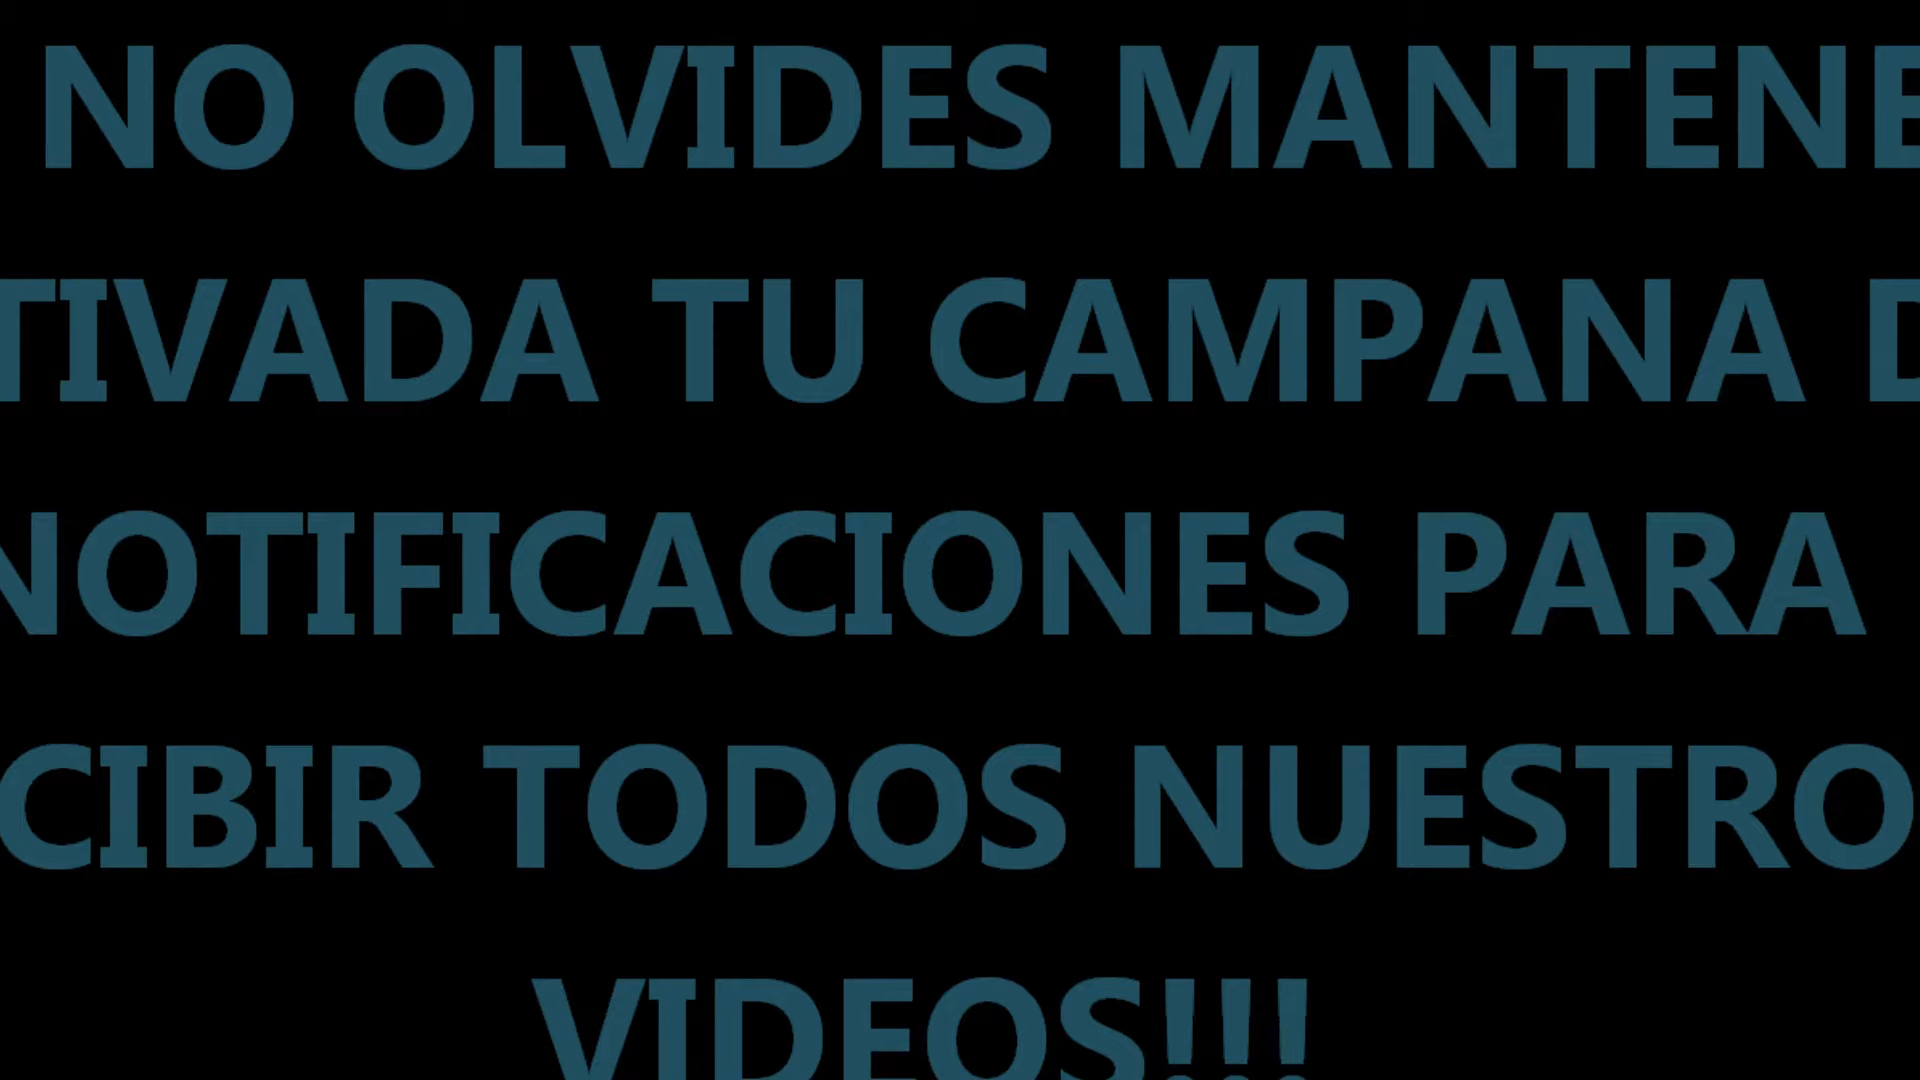 NO OLVIDES MANTENE
TIVADA TU CAMPANA D
NOTIFICACIONES PARA
CIBIR TODOS NUESTRO
VIDEOS!!!